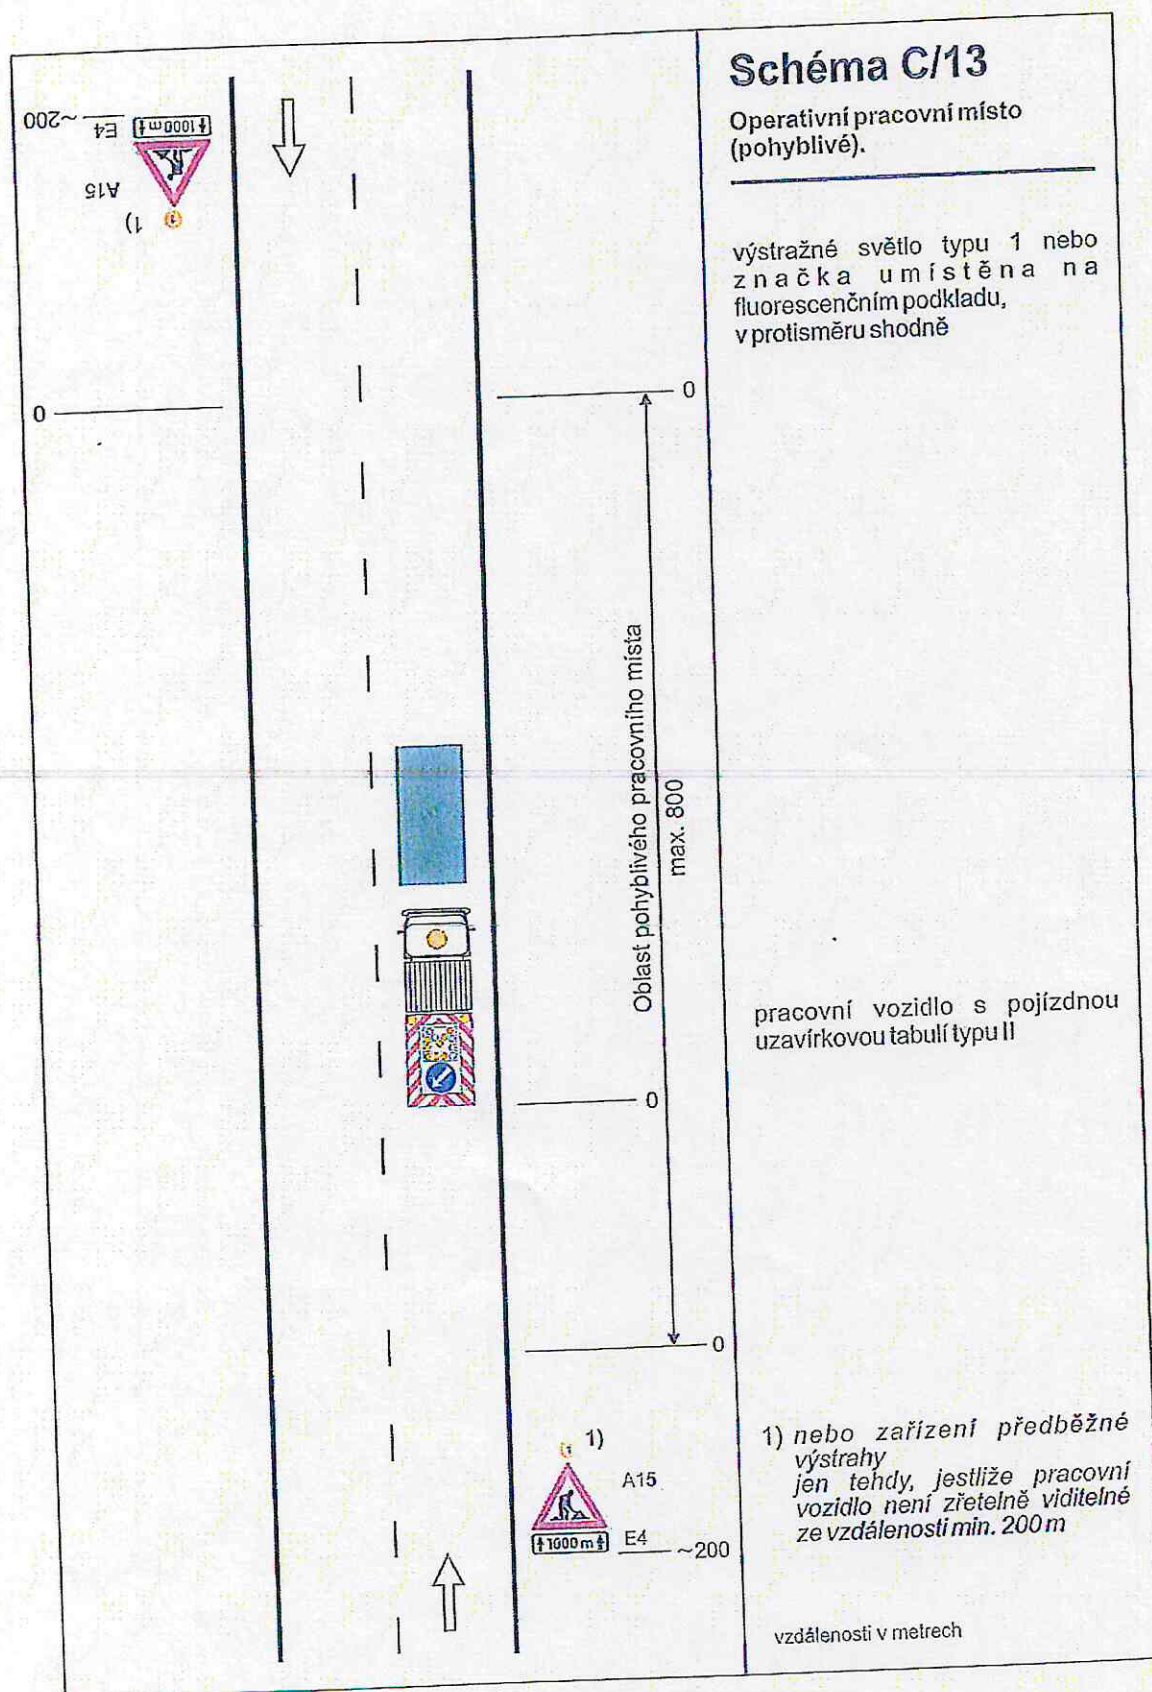 Schéma C/13
Operativní pracovní místo
(pohyblivé).
výstražné světlo typu 1 nebo
značka umístěna na
fluorescenčním podkladu,
v protisměru shodně
~200
E4
1000 m
A15
1
1)
0
0
Oblast pohyblivého pracovního místa
max. 800
pracovní vozidlo s pojízdnou
uzavírkovou tabulí typu II
0
0
1
1)
A15
1000 m
E4
~200
1) nebo zařízení předběžné
výstrahy
jen tehdy, jestliže pracovní
vozidlo není zřetelně viditelné
ze vzdálenosti min. 200 m
vzdálenosti v metrech